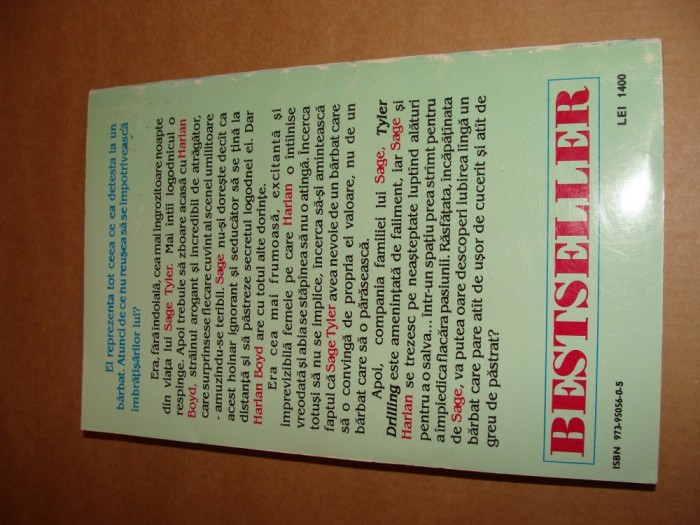 El reprezenta tot ceea ce ea detesta la un
bărbat. Atunci de ce nu reuşea să se împotrivească
îmbrăţişărilor lui?
Era, fără îndoială, cea mai îngrozitoare noapte
din viaţa lui Sage Tyler. Mai întîi logodnicul o
respinge. Apoi trebuie să zboare acasă cu Harlan
Boyd, străinul arogant şi incredibil de atrăgător,
care surprinsese fiecare cuvînt al scenei umilitoare
- amuzîndu-se teribil. Sage nu-şi doreşte decît ca
acest hoinar ignorant şi seducător să se ţină la
distanţă şi să păstreze secretul logodnei ei. Dar
Harlan Boyd are cu totul alte dorinţe.
Era cea mai frumoasă, excitantă şi
imprevizibilă femeie pe care Harlan o întîlnise
vreodată şi abia se stăpînea să nu o atingă, încerca
totuşi să nu se implice, încerca să-şi amintească
faptul că Sage Tyler avea nevoie de un bărbat care
să o convingă de propria ei valoare, nu de un
bărbat care să o părăsească.
Apoi, compania familiei lui Sage, Tyler
Drilling este ameninţată de faliment, iar Sage şi
Harlan se trezesc pe neaşteptate luptînd alături
pentru a o salva... într-un spaţiu prea strîmt pentru
a împiedica flacăra pasiunii. Răsfăţata, încăpăţînata
de Sage, va putea oare descoperi iubirea lîngă un
bărbat care pare atît de uşor de cucerit şi atît de
greu de păstrat?
BESTSELLER
ISBN 973-95056-0-5
LEI 1400